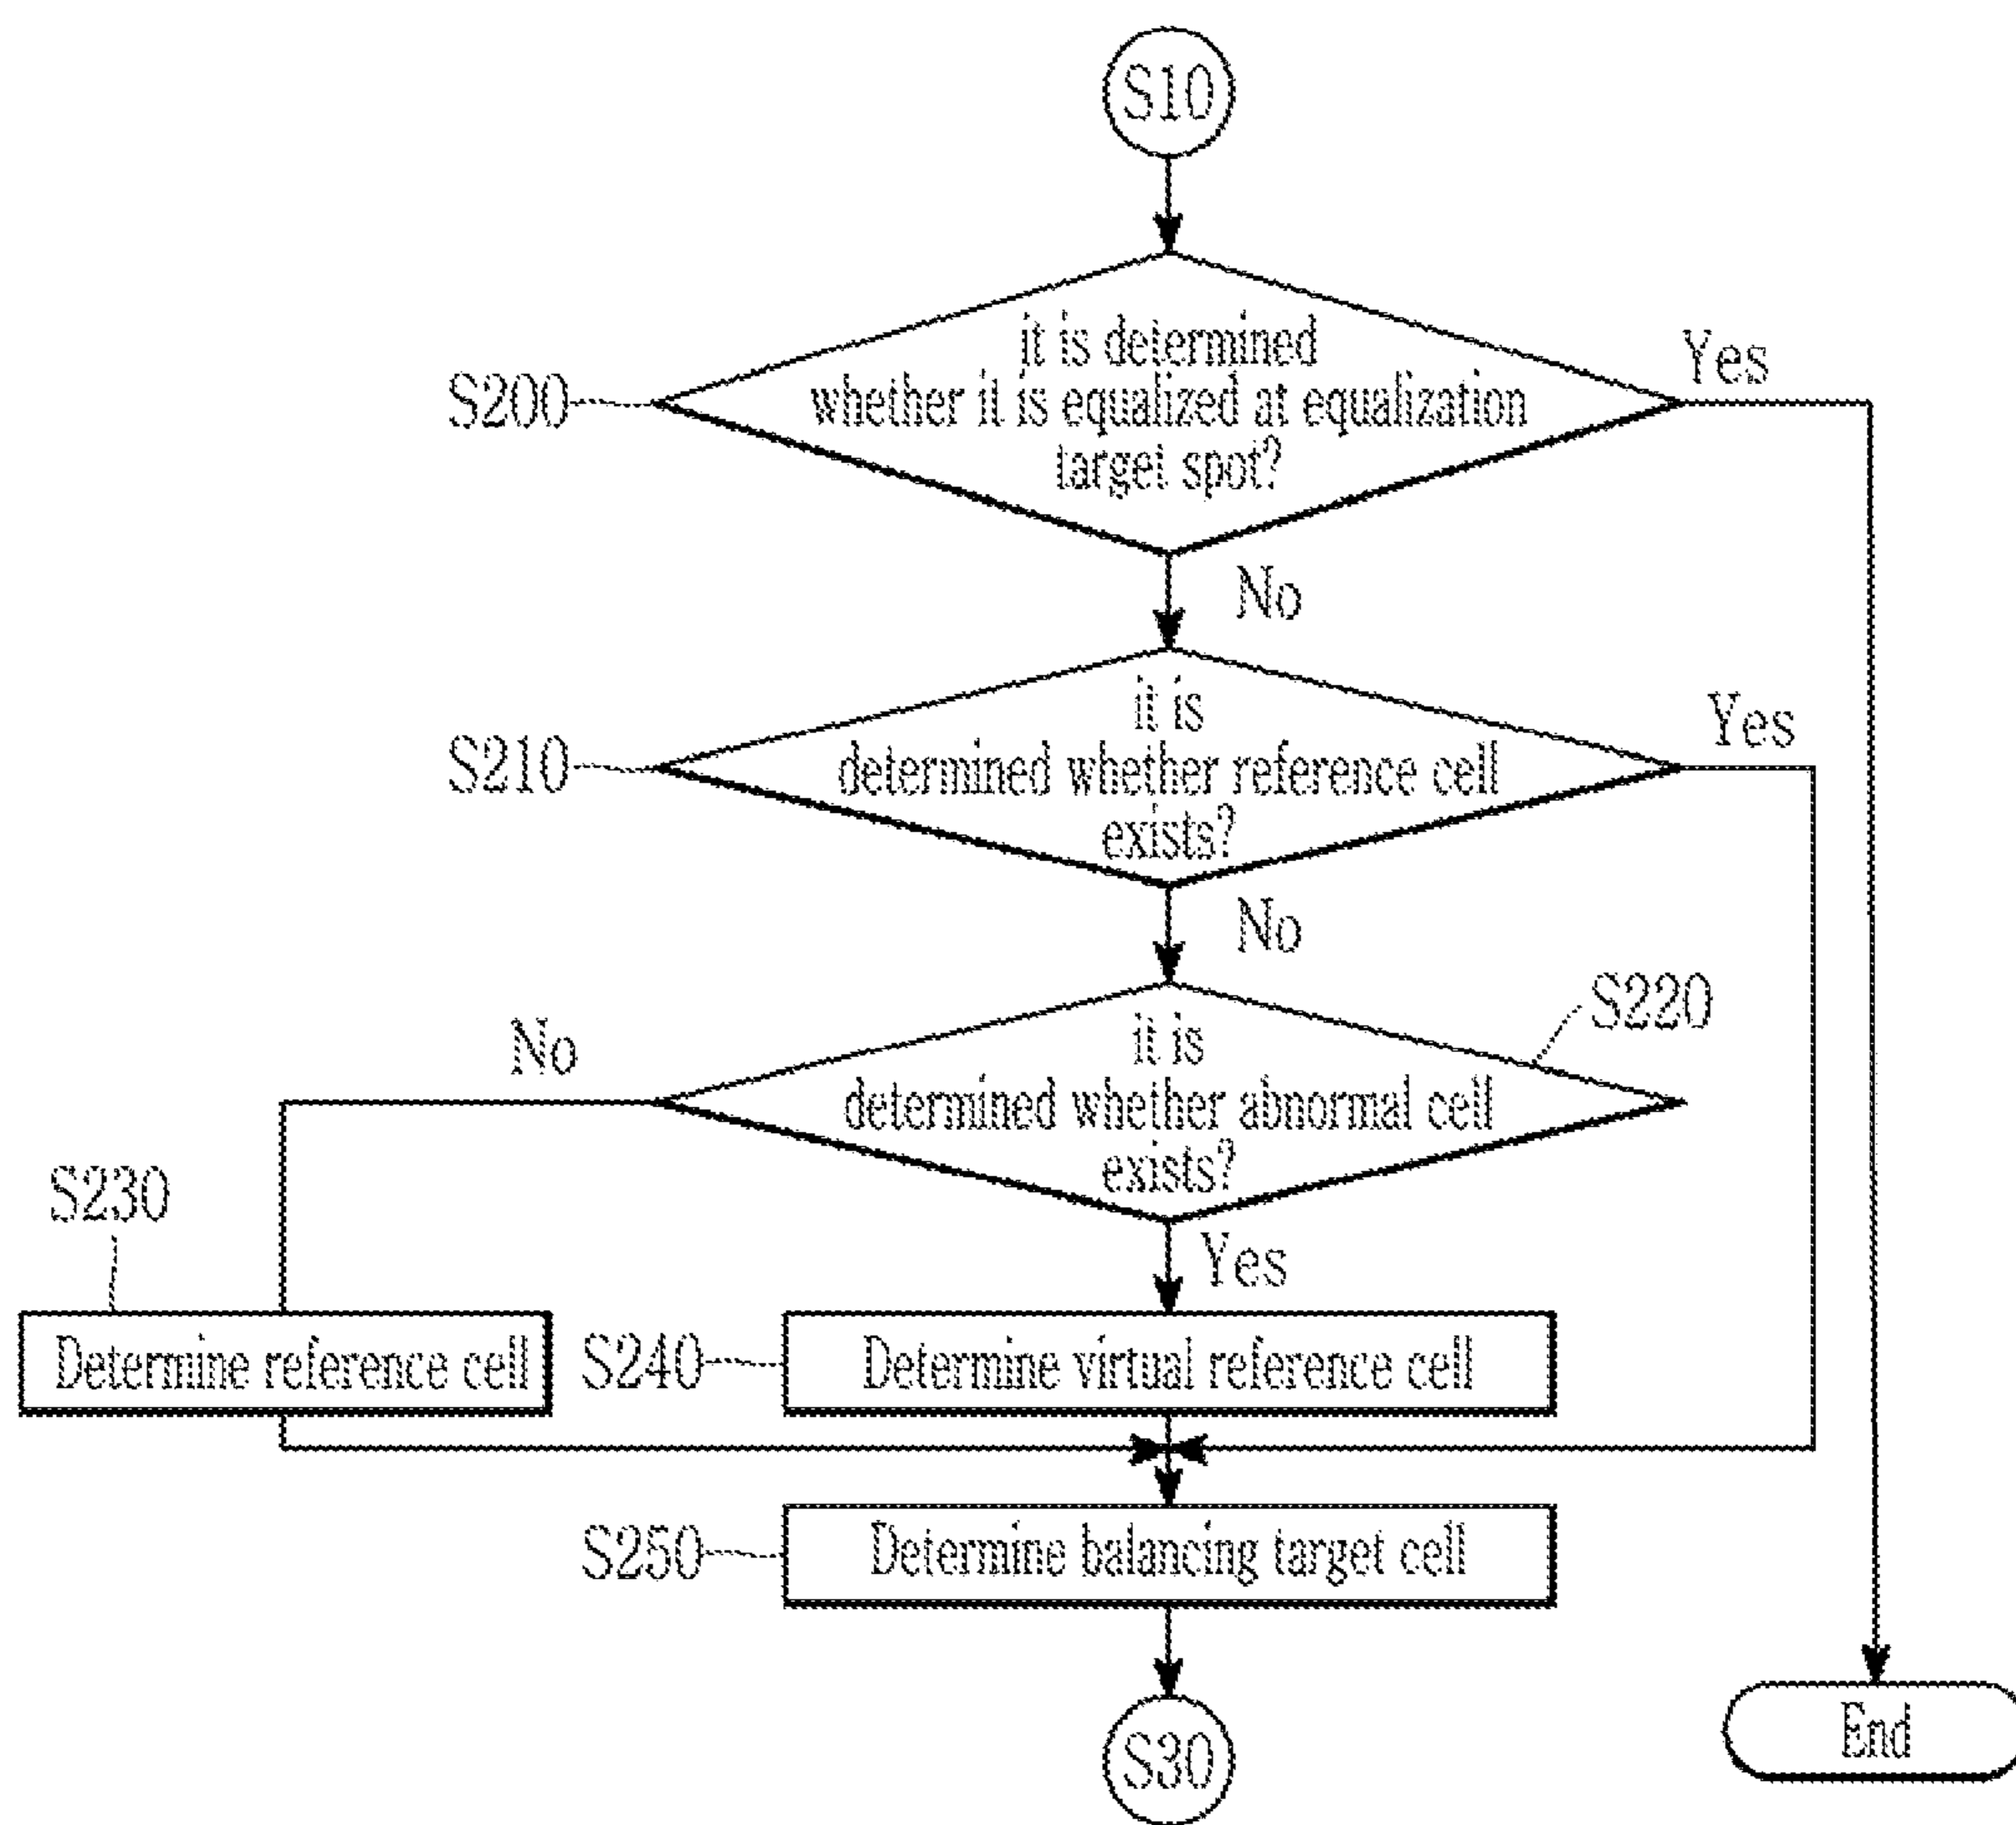 S10
it is determined
whether it is equalized at equalization
target spot?
S200
Yes
No
it is
determined whether reference cell
exists?
S210
Yes
No
S220
it is
determined whether abnormal cell
exists?
No
Yes
S230
Determine reference cell
S240
Determine virtual reference cell
S250
Determine balancing target cell
S30
End